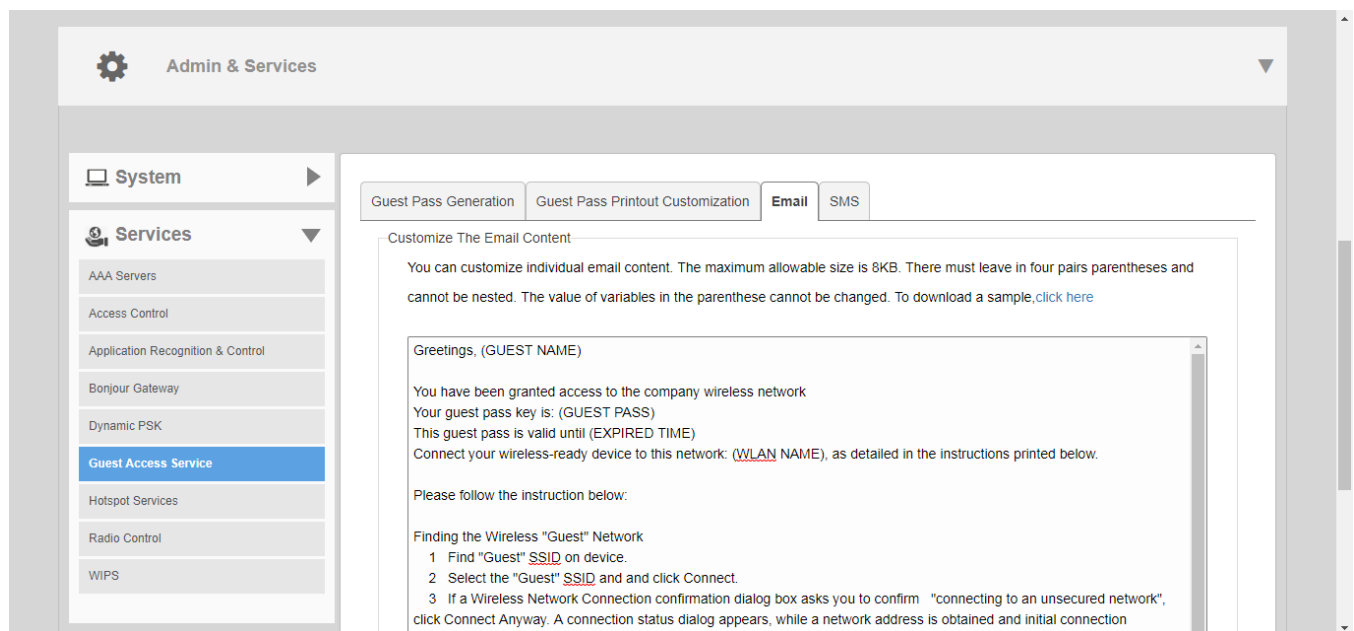 Admin & Services
System
Services
AAA Servers
Access Control
Application Recognition & Control
Bonjour Gateway
Dynamic PSK
Guest Access Service
Hotspot Services
Radio Control
WIPS
Guest Pass Generation
Guest Pass Printout Customization
Email
SMS
Customize The Email Content
You can customize individual email content. The maximum allowable size is 8KB. There must leave in four pairs parentheses and
cannot be nested. The value of variables in the parenthese cannot be changed. To download a sample,click here
Greetings, (GUEST NAME)
You have been granted access to the company wireless network
Your guest pass key is: (GUEST PASS)
This guest pass is valid until (EXPIRED TIME)
Connect your wireless-ready device to this network: (WLAN NAME), as detailed in the instructions printed below.
Please follow the instruction below:
Finding the Wireless "Guest" Network
1 Find "Guest" SSID on device.
2 Select the "Guest" SSID and and click Connect.
3 If a Wireless Network Connection confirmation dialog box asks you to confirm "connecting to an unsecured network",
click Connect Anyway. A connection status dialog appears, while a network address is obtained and initial connection